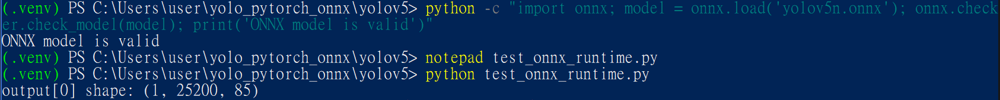 (.venv) PS C:\Users\user\yolo_pytorch_onnx\yolov5> python -c "import onnx; model = onnx.load('yolov5n.onnx'); onnx.check
er.check_model(model); print('ONNX model is valid')"
ONNX model is valid
(.venv) PS C:\Users\user\yolo_pytorch_onnx\yolov5> notepad test_onnx_runtime.py
(.venv) PS C:\Users\user\yolo_pytorch_onnx\yolov5> python test_onnx_runtime.py
output[0] shape: (1, 25200, 85)